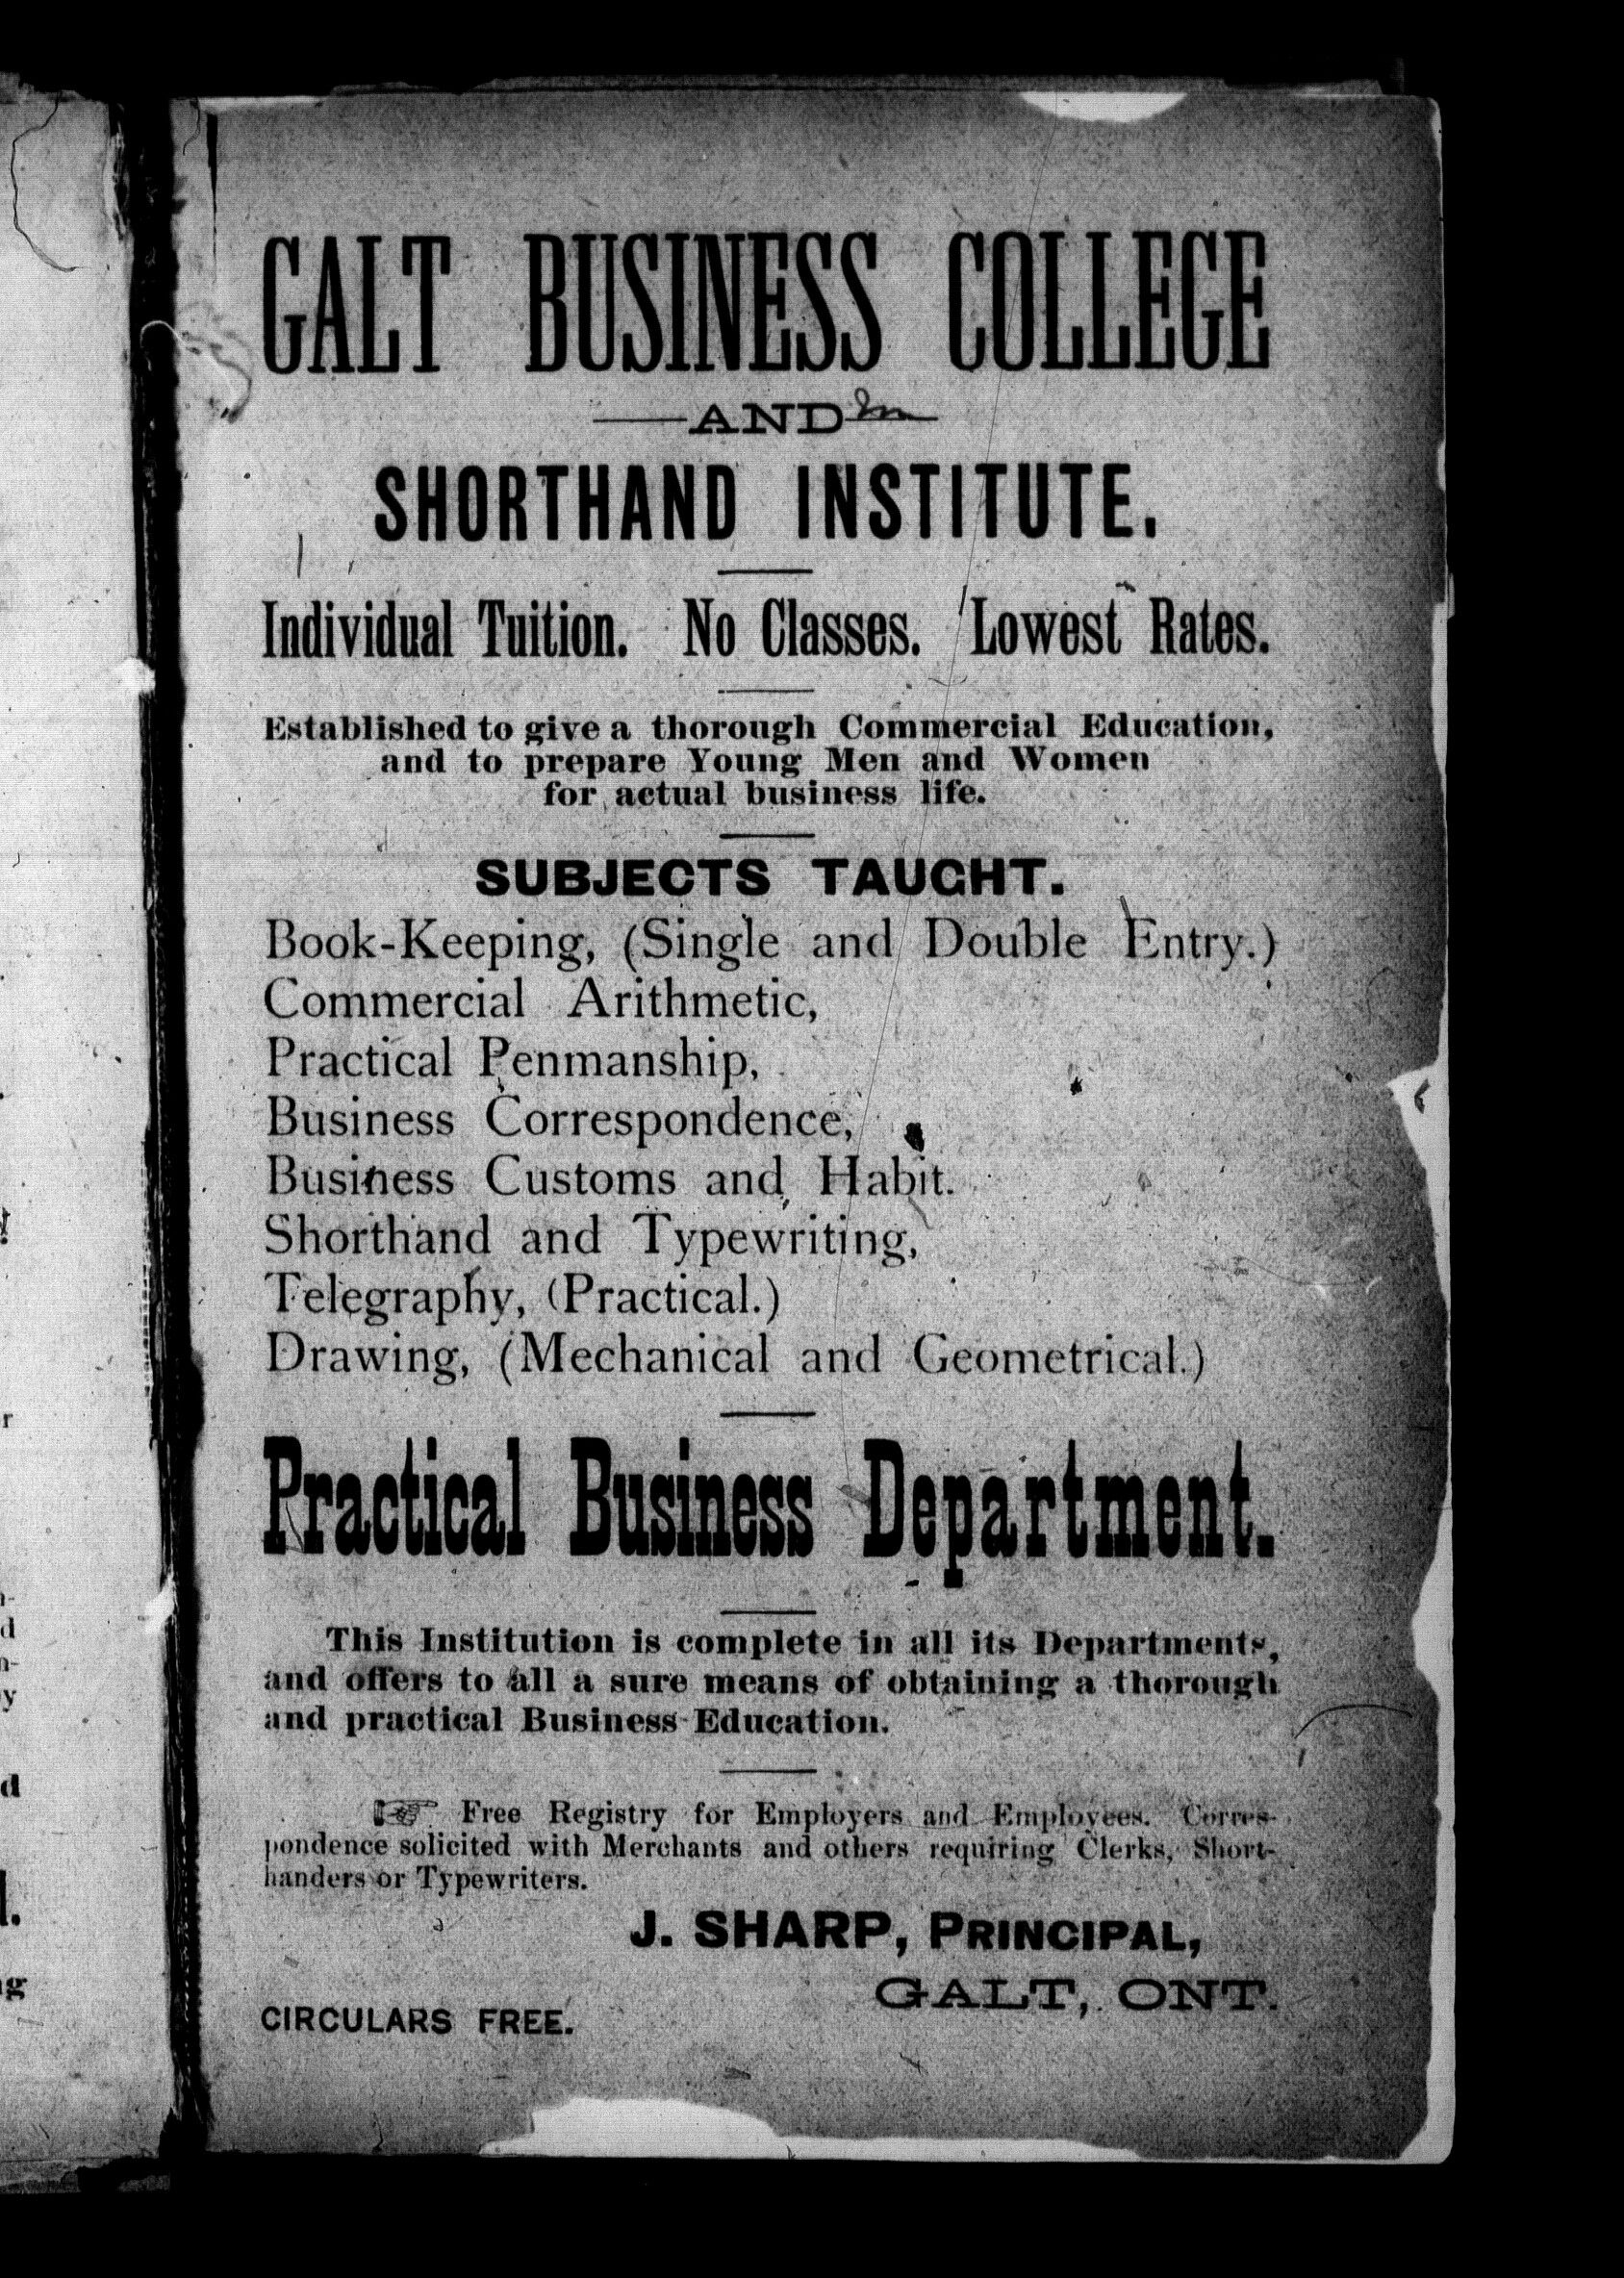 GALT BUSINESS COLLEGE
AND
SHORTHAND INSTITUTE.
Individual Tuition. No Classes. Lowest Rates.
Established to give a thorough Commercial Education,
and to prepare Young Men and Women
for actual business life.
SUBJECTS TAUGHT.
Book-Keeping, (Single and Double Entry.)
Commercial Arithmetic,
Practical Penmanship,
Business Correspondence,
Business Customs and Habit.
Shorthand and Typewriting,
Telegraphy, (Practical.)
Drawing, (Mechanical and Geometrical.)
Practical Business Department.
This Institution is complete in all its Departments,
and offers to all a sure means of obtaining a thorough
and practical Business Education.
☞ Free Registry for Employers and Employees. Corres-
pondence solicited with Merchants and others requiring Clerks, Short-
handers or Typewriters.
J. SHARP, PRINCIPAL,
GALT, ONT.
CIRCULARS FREE.